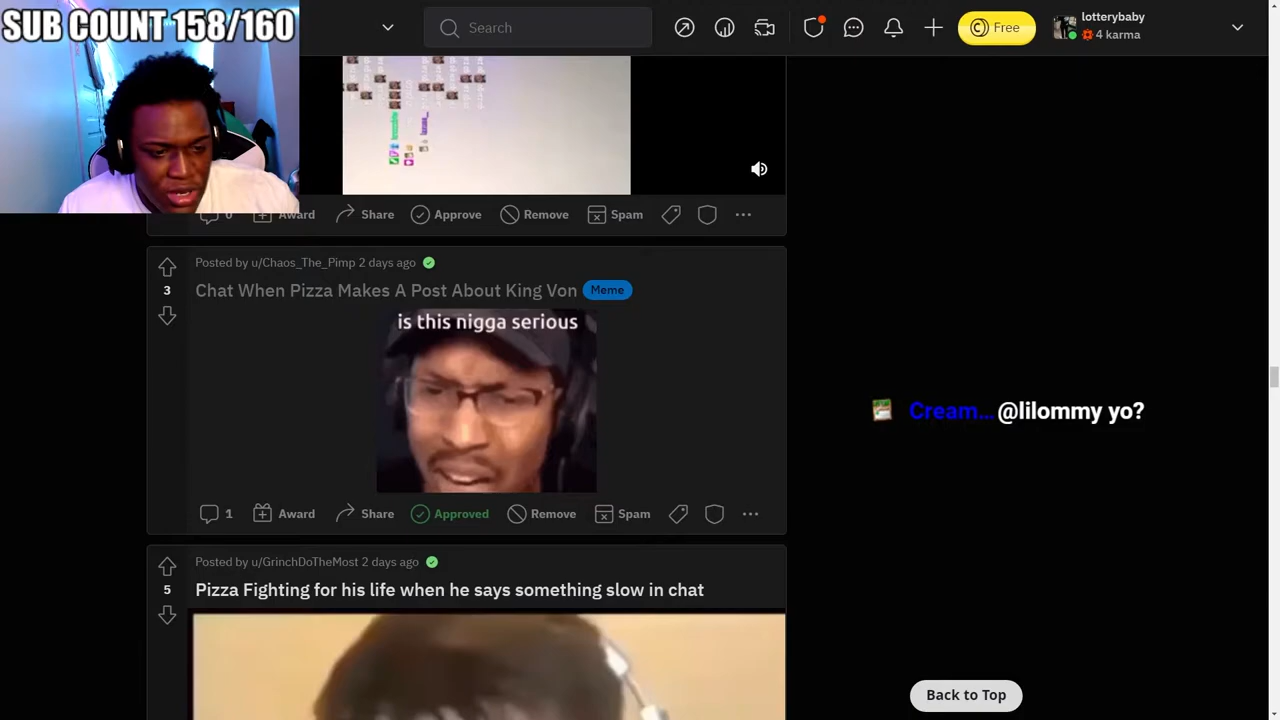 SUB COUNT 158/160
Search
Free
lotterybaby
4 karma
0 Award Share Approve Remove Spam
Posted by u/Chaos_The_Pimp 2 days ago
3
Chat When Pizza Makes A Post About King Von Meme
is this nigga serious
Cream... @lilommy yo?
1 Award Share Approved Remove Spam
Posted by u/GrinchDoTheMost 2 days ago
5
Pizza Fighting for his life when he says something slow in chat
Back to Top